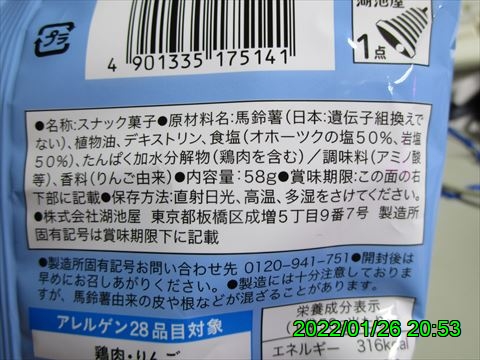 湖池屋
1点
プラ
4 901335 175141
●名称:スナック菓子●原材料名:馬鈴薯(日本:遺伝子組換えで
ない)、植物油、デキストリン、食塩(オホーツクの塩50%、岩塩
50%)、たんぱく加水分解物(鶏肉を含む)/調味料(アミノ酸
等)、香料(りんご由来)●内容量:58g●賞味期限:この面の右
下部に記載●保存方法:直射日光、高温、多湿をさけてください。
●株式会社湖池屋 東京都板橋区成増5丁目9番7号 製造所
固有記号は賞味期限下に記載
●製造所固有記号お問い合わせ先 0120-941-751●開封後は
早めにお召しあがりください。●製造には十分注意しております
が、馬鈴薯由来の皮や根などが混ざることがあります。
アレルゲン28品目対象
鶏肉・りんご
栄養成分表示
エネルギー 316kcal
2022/01/26 20:53